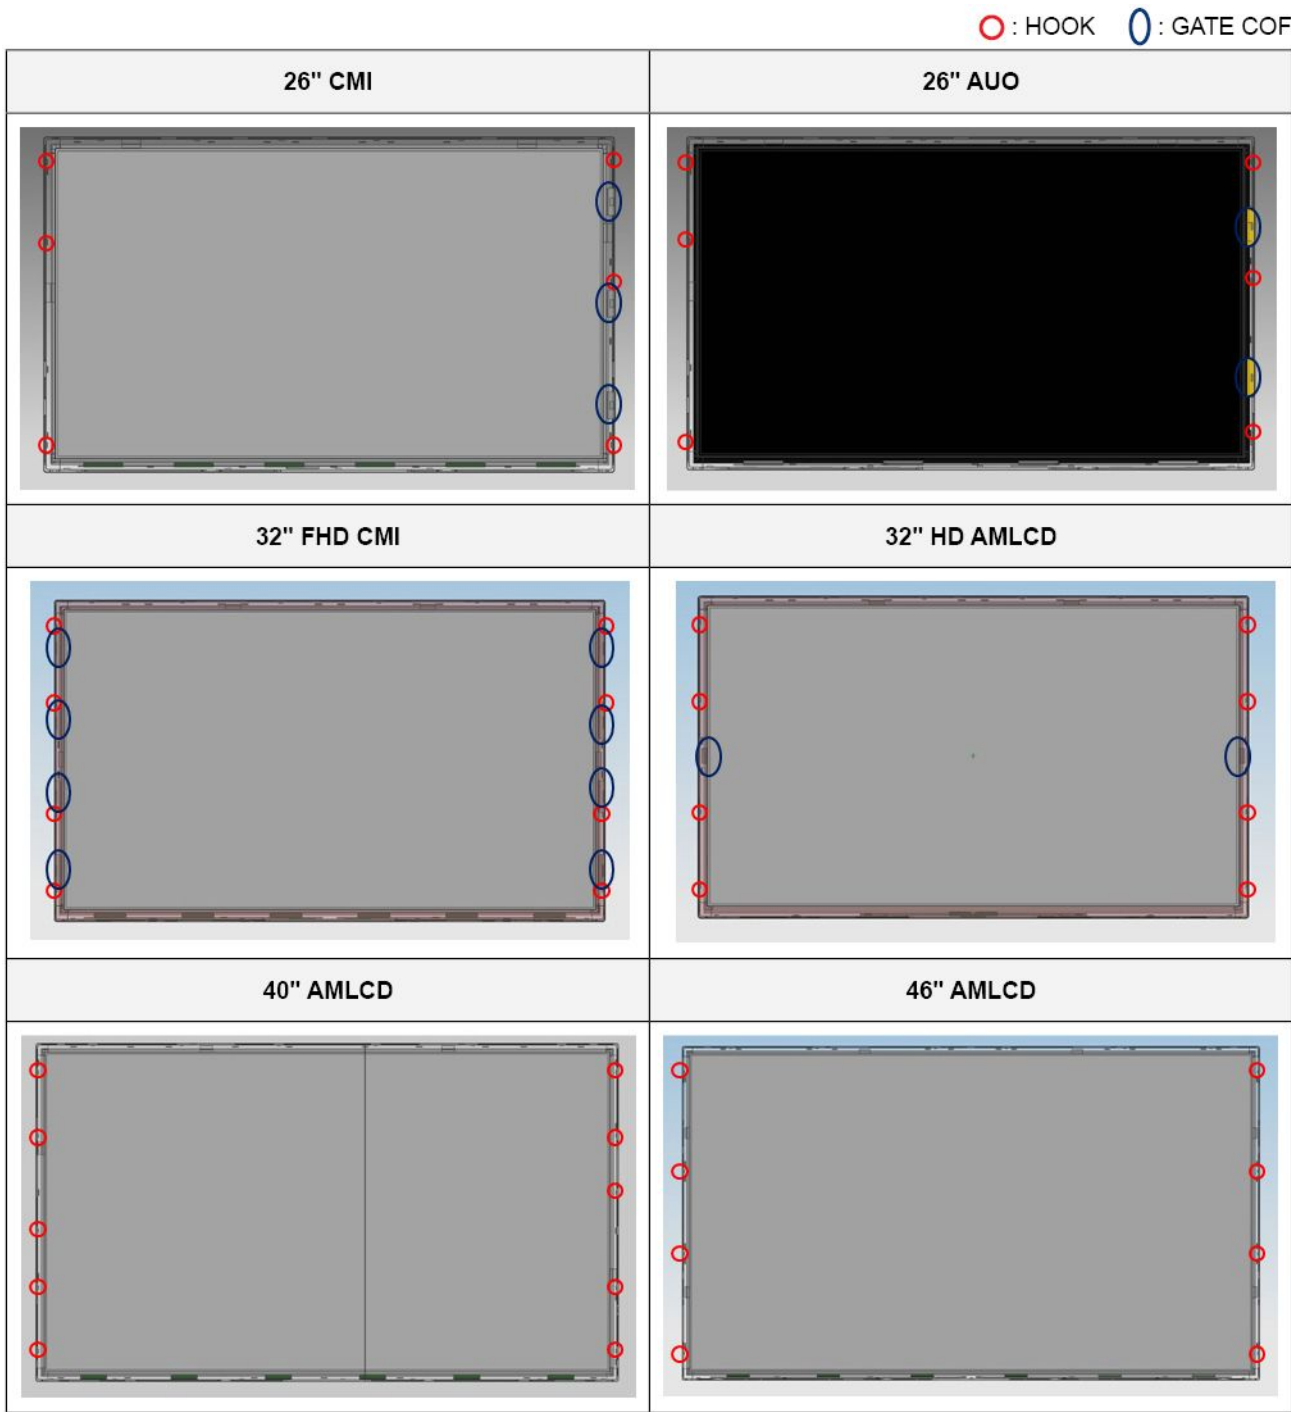 : HOOK : GATE COF
26" CMI 26" AUO
32" FHD CMI 32" HD AMLCD
40" AMLCD 46" AMLCD